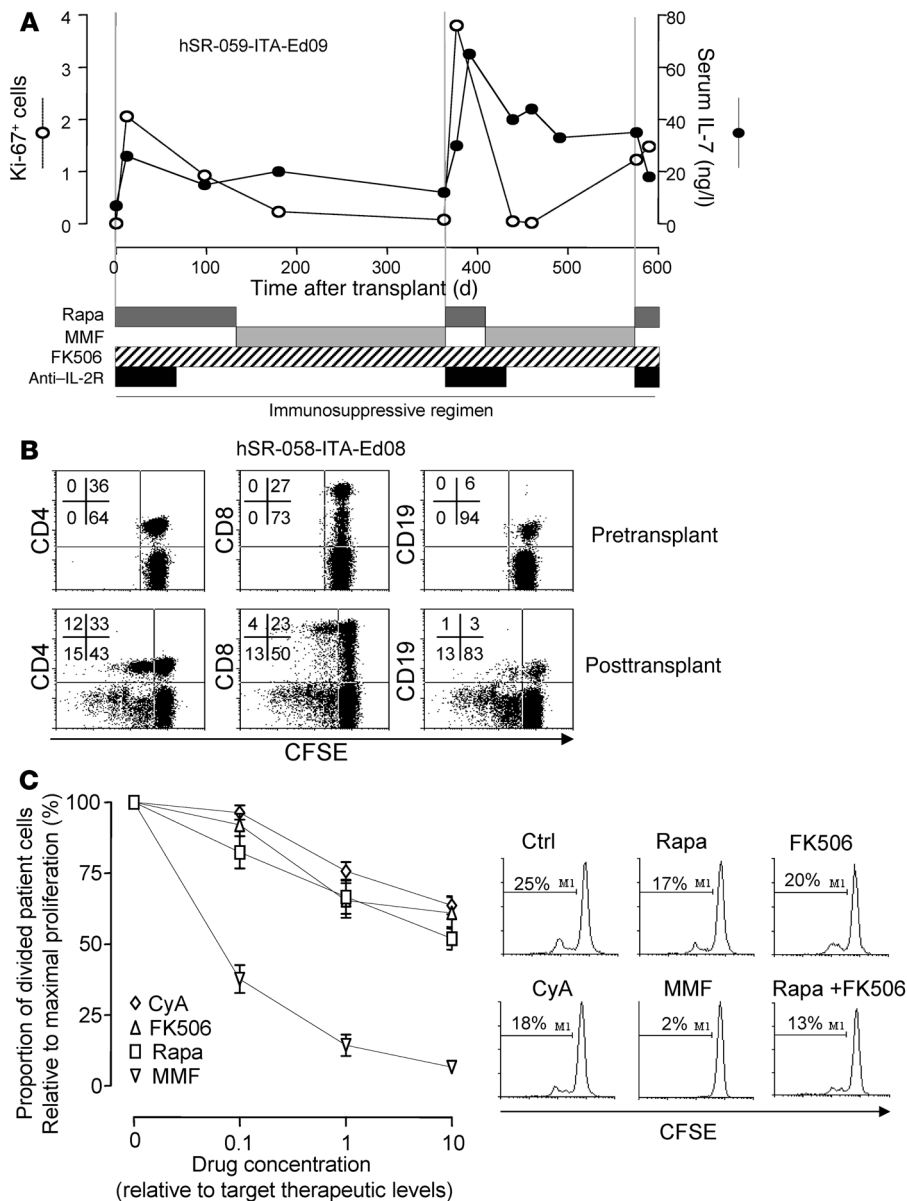 A
hSR-059-ITA-Ed09
Ki-67+ cells
4
3
2
1
0
80
60
40
20
0
Serum IL-7 (ng/l)
0 100 200 300 400 500 600
Time after transplant (d)
Rapa
MMF
FK506
Anti–IL-2R
Immunosuppressive regimen
B
hSR-058-ITA-Ed08
CD4
0 36
0 64
CD8
0 27
0 73
CD19
0 6
0 94
Pretransplant
CD4
12 33
15 43
CD8
4 23
13 50
CD19
1 3
13 83
Posttransplant
CFSE
C
Proportion of divided patient cells
Relative to maximal proliferation (%)
100
75
50
25
0
CyA
FK506
Rapa
MMF
0 0.1 1 10
Drug concentration
(relative to target therapeutic levels)
Ctrl
25% M1
Rapa
17% M1
FK506
20% M1
CyA
18% M1
MMF
2% M1
Rapa +FK506
13% M1
CFSE